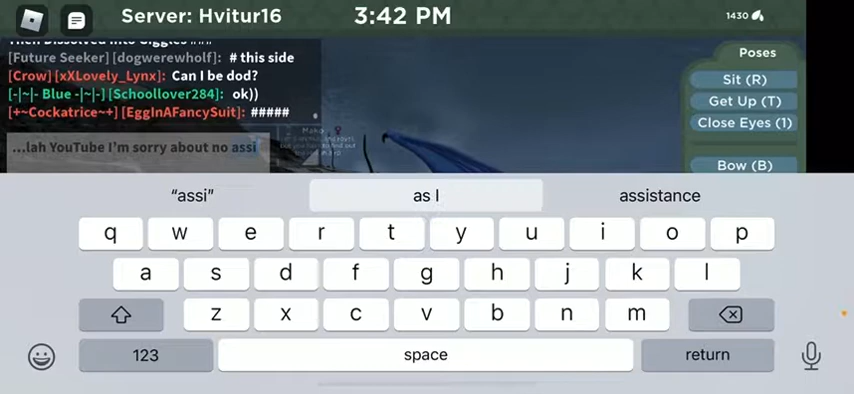 Server: Hvitur16
3:42 PM
1430
Then Dissolved Into Giggles ###
[Future Seeker] [dogwerewholf]: # this side
[Crow] [xXLovely_Lynx]: Can I be dod?
[-|~|- Blue -|~|-] [Schoollover284]: ok))
[+~Cockatrice~+] [EggInAFancySuit]: #####
...lah YouTube I'm sorry about no assi
Mako
Poses
Sit (R)
Get Up (T)
Close Eyes (1)
Bow (B)
"assi"
as I
assistance
q w e r t y u i o p
a s d f g h j k l
z x c v b n m
123
space
return